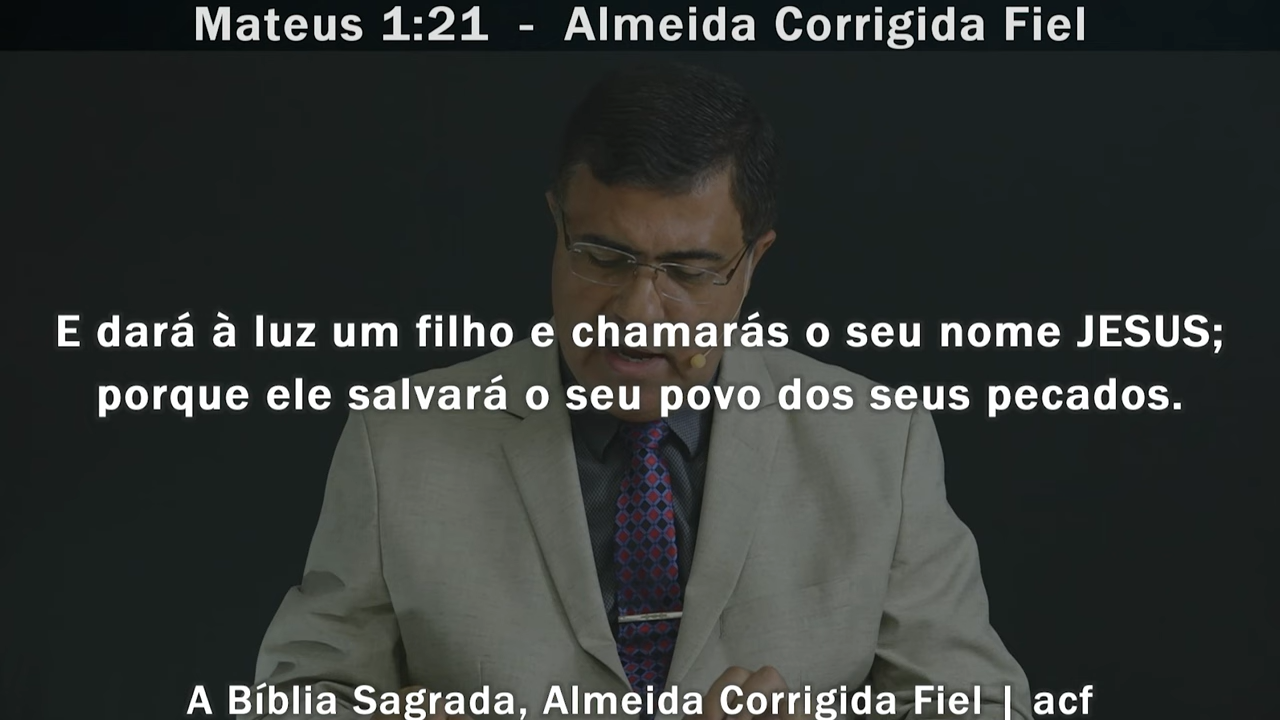 Mateus 1:21 - Almeida Corrigida Fiel
E dará à luz um filho e chamarás o seu nome JESUS;
porque ele salvará o seu povo dos seus pecados.
A Bíblia Sagrada, Almeida Corrigida Fiel | acf